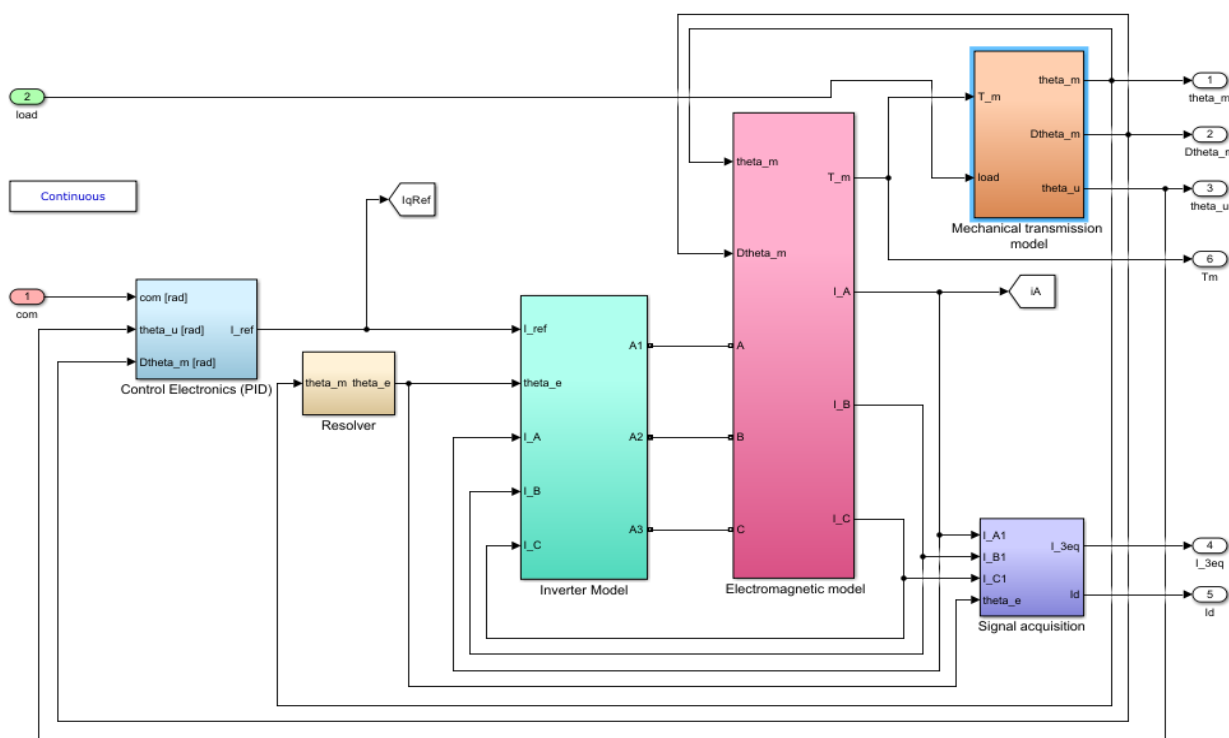 theta_m
T_m
1
theta_m
2
load
Dtheta_m
2
Dtheta_m
load
theta_u
3
theta_u
Mechanical transmission
model
theta_m
T_m
Continuous
IqRef
Dtheta_m
6
Tm
1
com
com [rad]
theta_u [rad]
I_ref
Dtheta_m [rad]
Control Electronics (PID)
I_A
iA
I_ref
A1
A
theta_m
theta_e
Resolver
theta_e
I_B
I_A
A2
B
I_B
I_C
A3
C
I_C
Inverter Model
Electromagnetic model
I_A1
I_3eq
I_B1
I_C1
theta_e
Id
Signal acquisition
4
I_3eq
5
Id